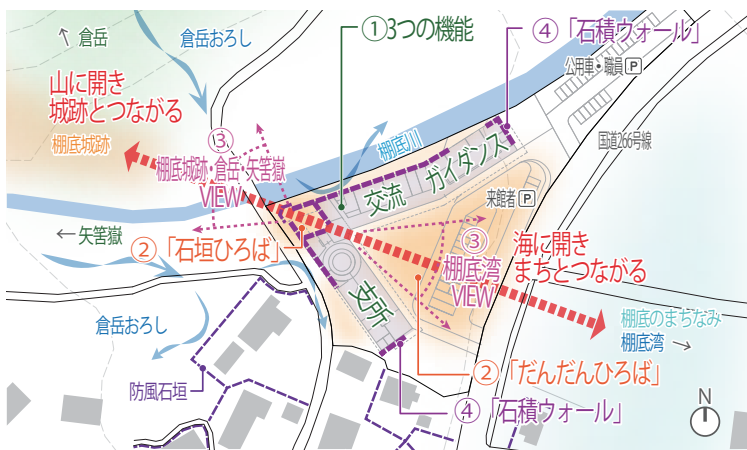 ①3つの機能
④「石積ウォール」
↑倉岳
倉岳おろし
公用車・職員P
山に開き
城跡とつながる
棚底城跡
③
棚底城跡・倉岳・矢筈嶽
VIEW
棚底川
国道266号線
ガイダンス
交流
来館者P
←矢筈嶽
②「石垣ひろば」
③
棚底湾
VIEW
海に開き
まちとつながる
支所
倉岳おろし
棚底のまちなみ
棚底湾→
防風石垣
②「だんだんひろば」
④「石積ウォール」
N